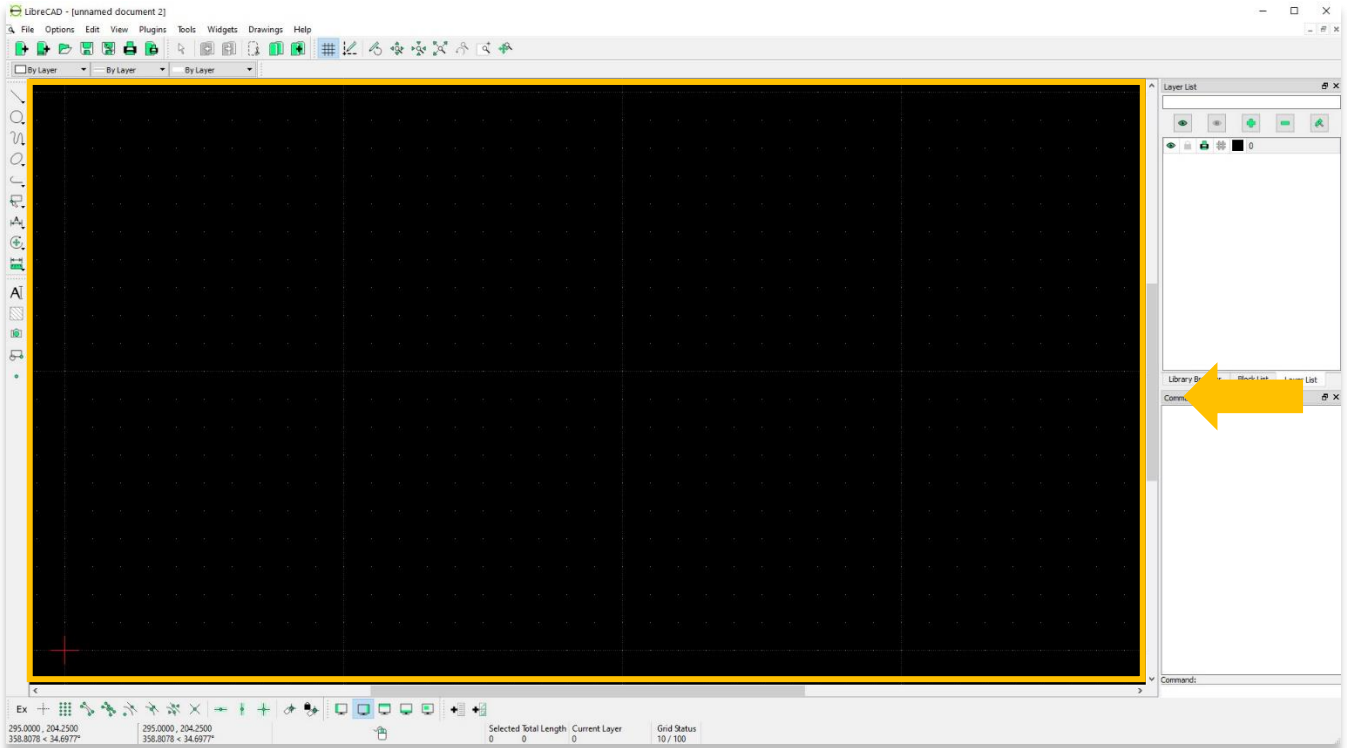 LibreCAD - [unnamed document 2]
File Options Edit View Plugins Tools Widgets Drawings Help
By Layer By Layer By Layer
Layer List
0
Library Block List Layer List
Command:
Ex
295.0000 , 204.2500 295.0000 , 204.2500 Selected Total Length Current Layer Grid Status
358.8078 < 34.6977° 358.8078 < 34.6977° 0 0 0 10 / 100